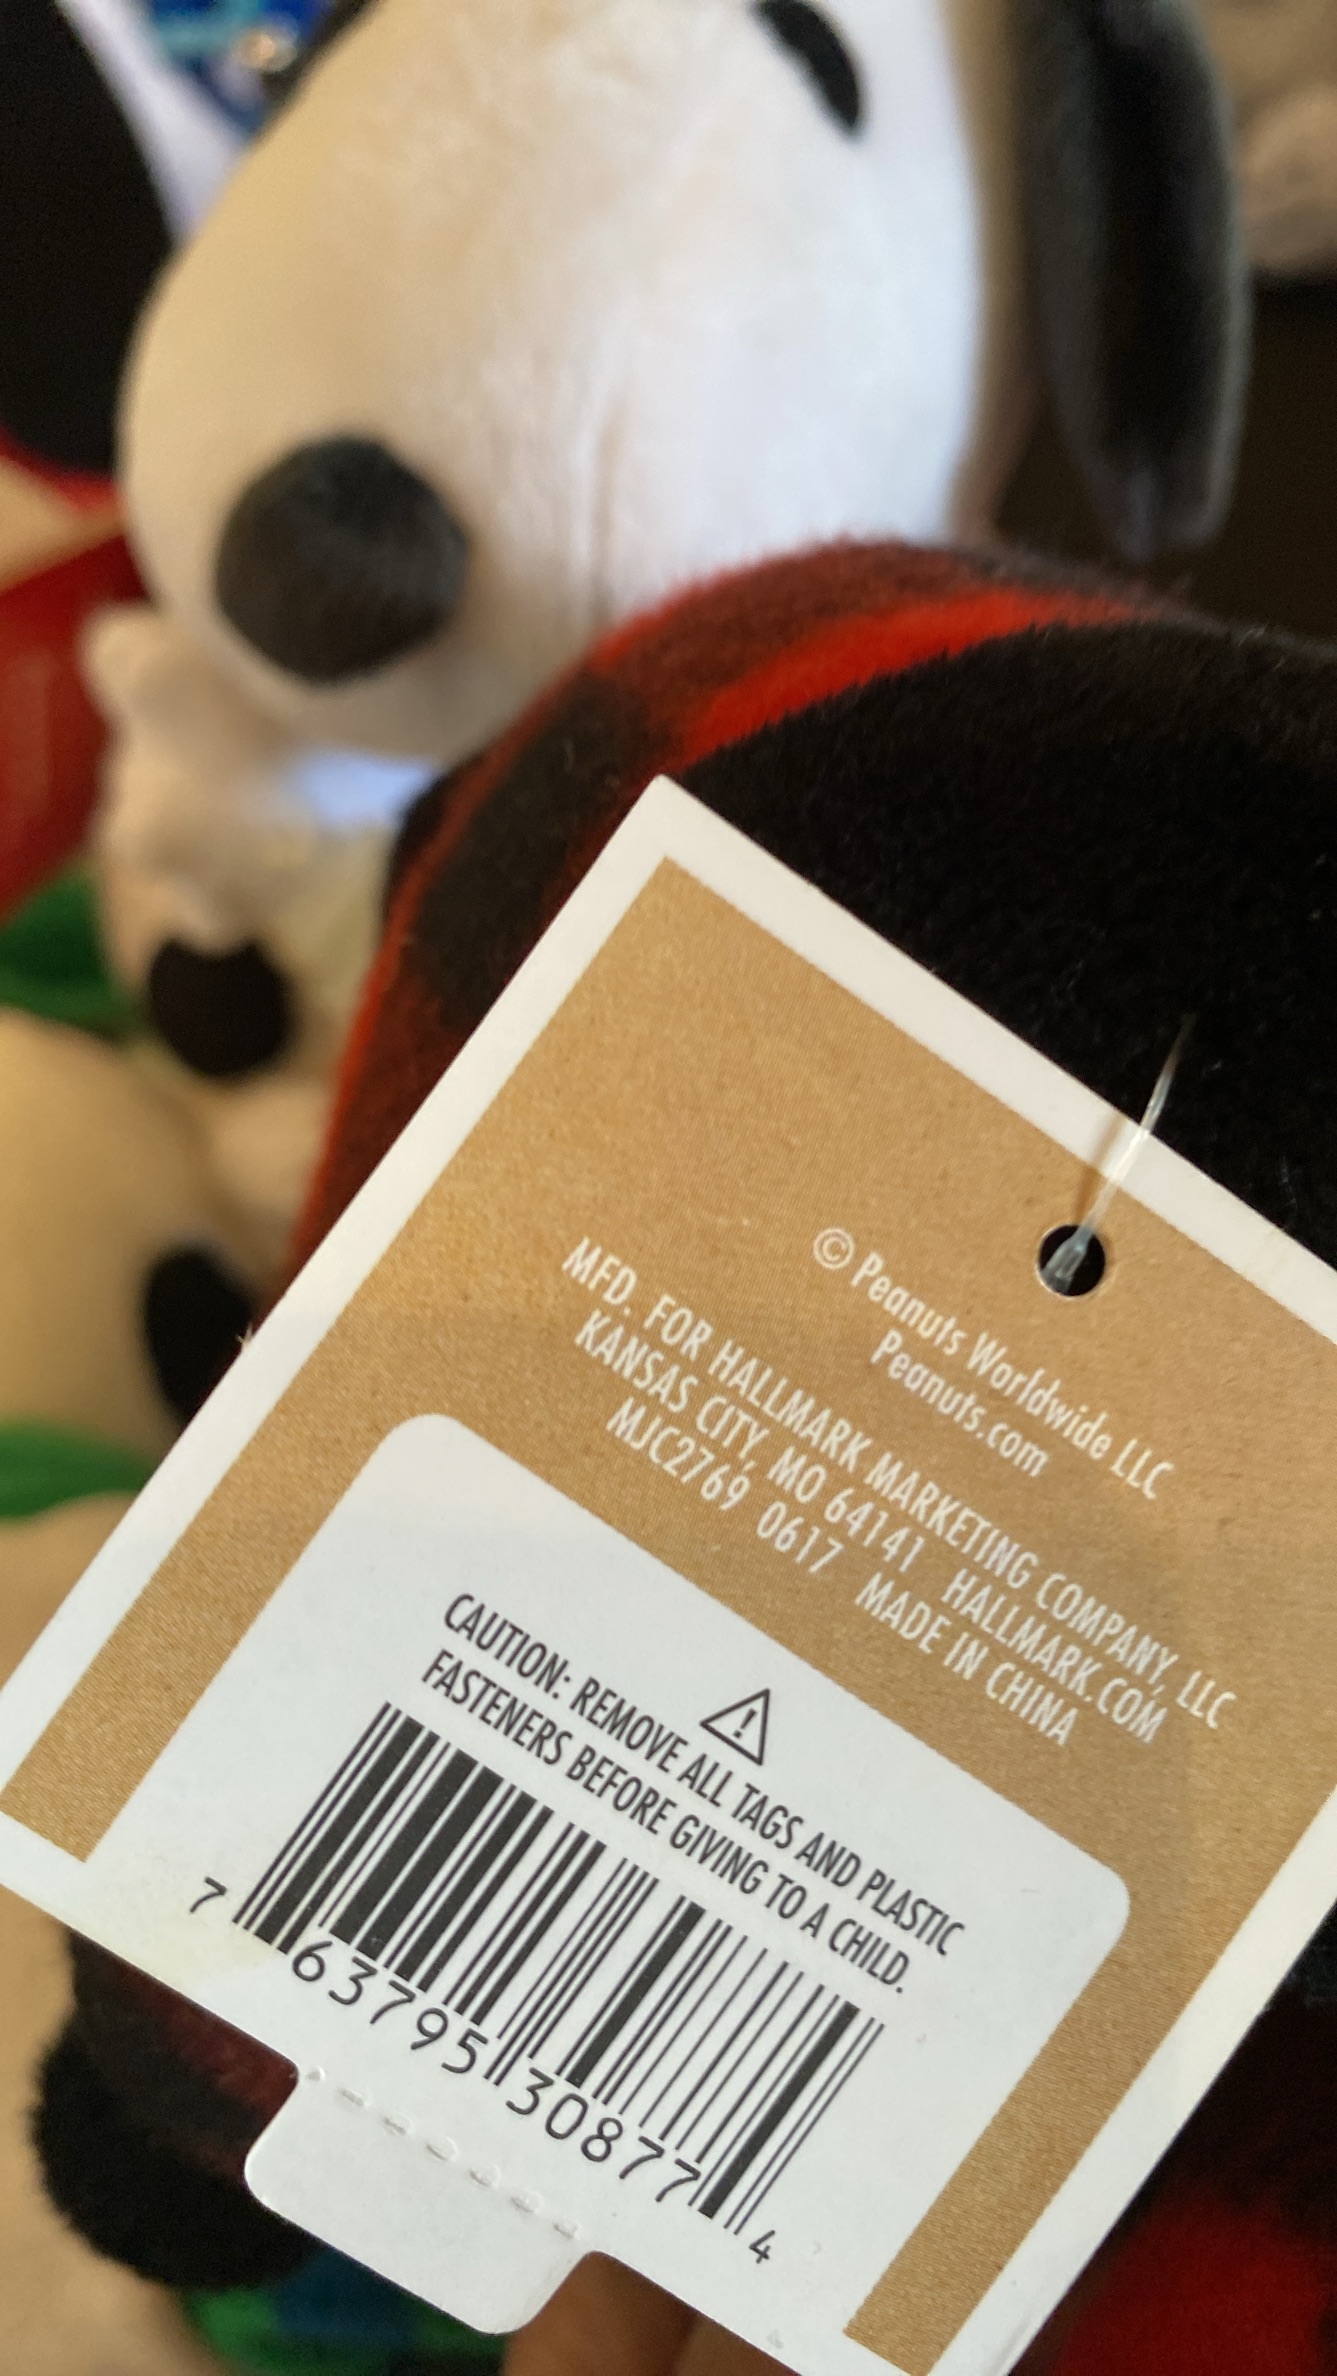 © Peanuts Worldwide LLC
Peanuts.com
MFD. FOR HALLMARK MARKETING COMPANY, LLC
KANSAS CITY, MO 64141 HALLMARK.COM
MJC2769 0617 MADE IN CHINA
CAUTION: REMOVE ALL TAGS AND PLASTIC
FASTENERS BEFORE GIVING TO A CHILD.
7 63795 30877 4